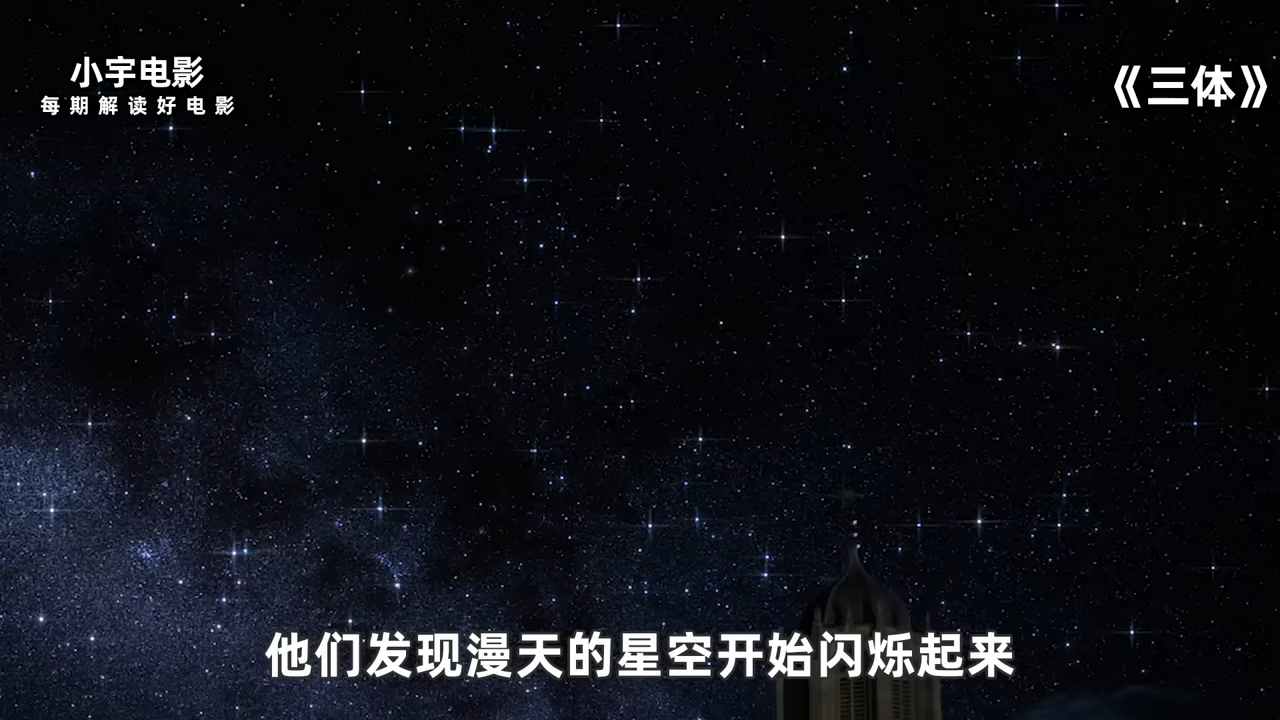 小宇电影
每期解读好电影
《三体》
他们发现漫天的星空开始闪烁起来